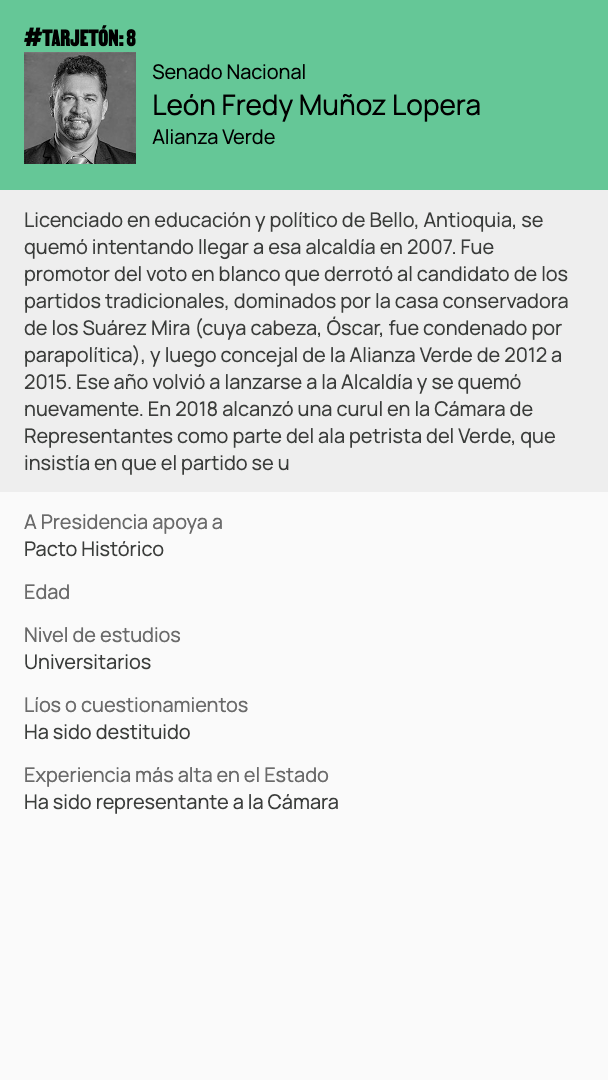 #TARJETÓN: 8
Senado Nacional
León Fredy Muñoz Lopera
Alianza Verde
Licenciado en educación y político de Bello, Antioquia, se
quemó intentando llegar a esa alcaldía en 2007. Fue
promotor del voto en blanco que derrotó al candidato de los
partidos tradicionales, dominados por la casa conservadora
de los Suárez Mira (cuya cabeza, Óscar, fue condenado por
parapolítica), y luego concejal de la Alianza Verde de 2012 a
2015. Ese año volvió a lanzarse a la Alcaldía y se quemó
nuevamente. En 2018 alcanzó una curul en la Cámara de
Representantes como parte del ala petrista del Verde, que
insistía en que el partido se u
A Presidencia apoya a
Pacto Histórico
Edad
Nivel de estudios
Universitarios
Líos o cuestionamientos
Ha sido destituido
Experiencia más alta en el Estado
Ha sido representante a la Cámara